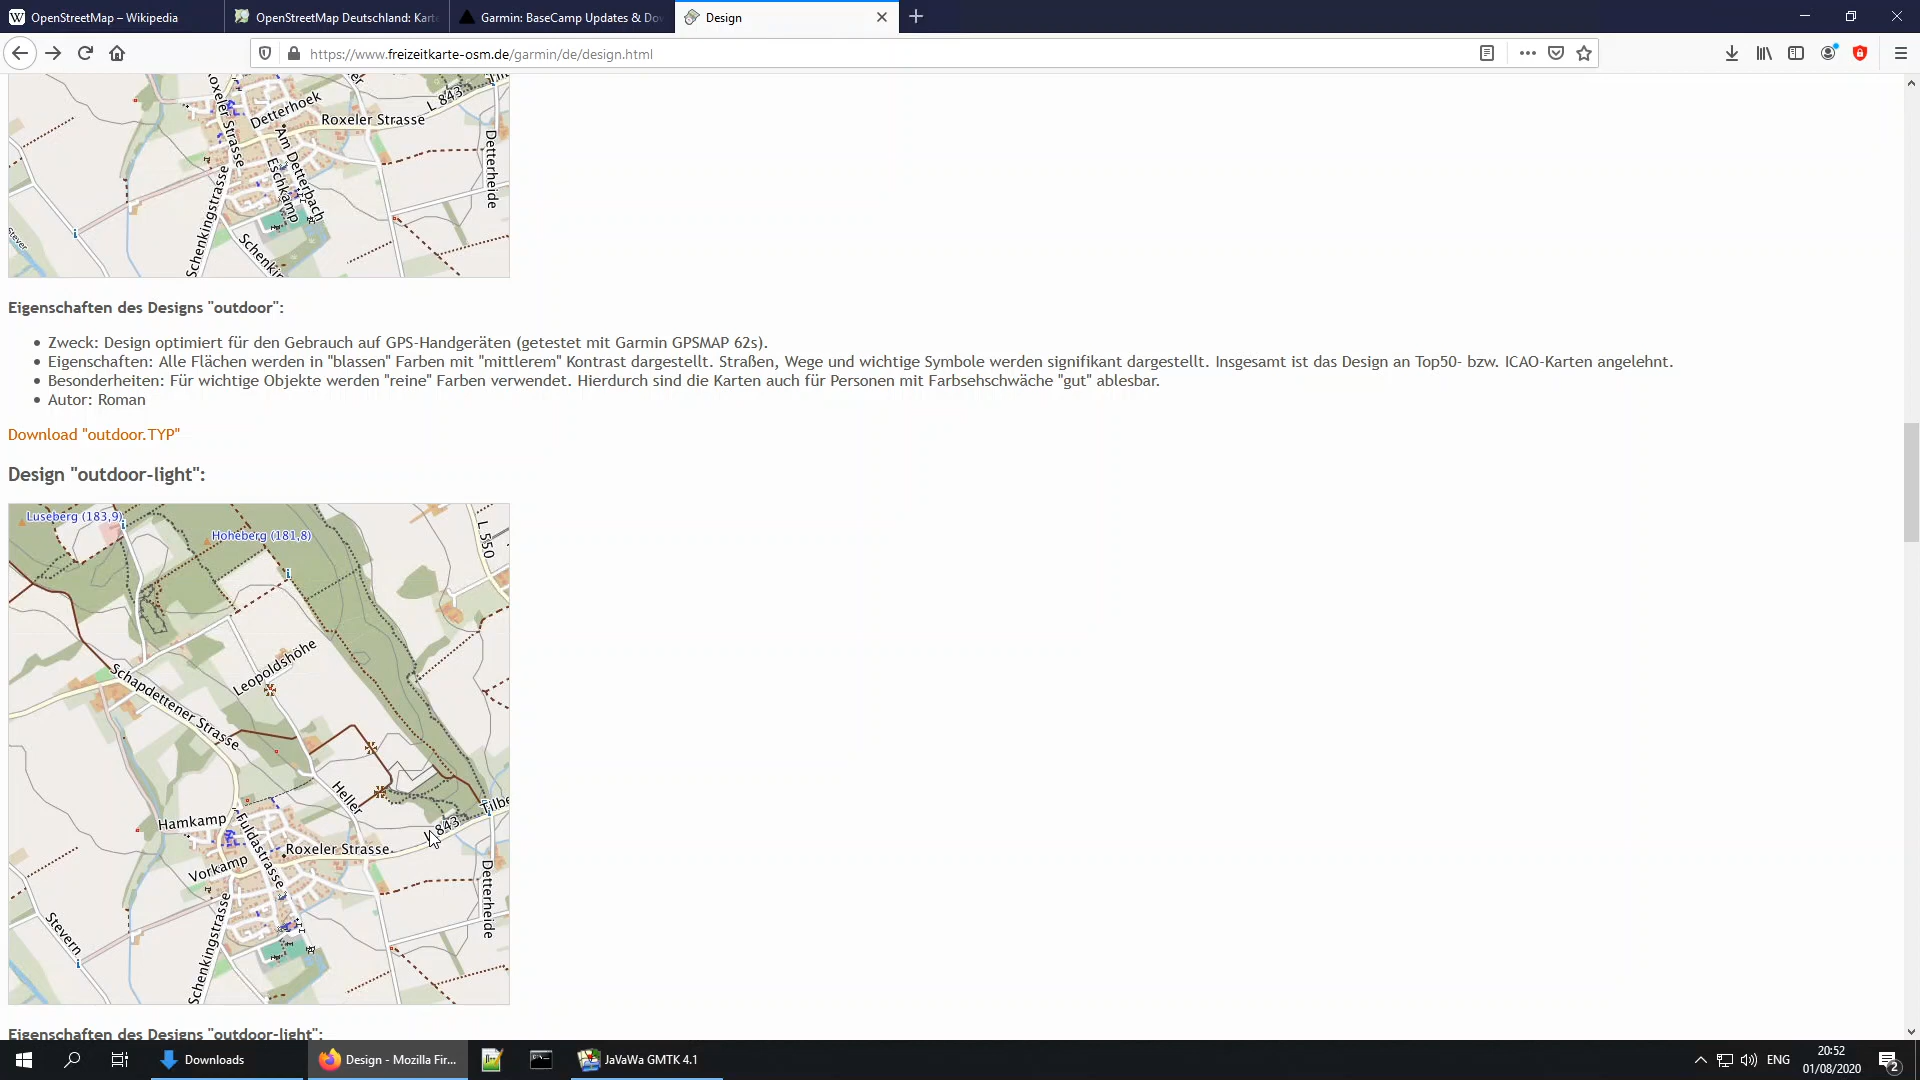 OpenStreetMap – Wikipedia
OpenStreetMap Deutschland: Kart
Garmin: BaseCamp Updates & Dow
Design
https://www.freizeitkarte-osm.de/garmin/de/design.html
Roxeler Strasse
Detterhoek
Am Detterbach
Eschkamp
L 843
Roxeler Strasse
Detterheide
Schenkingstrasse
Stever
Eigenschaften des Designs "outdoor":
Zweck: Design optimiert für den Gebrauch auf GPS-Handgeräten (getestet mit Garmin GPSMAP 62s).
Eigenschaften: Alle Flächen werden in "blassen" Farben mit "mittlerem" Kontrast dargestellt. Straßen, Wege und wichtige Symbole werden signifikant dargestellt. Insgesamt ist das Design an Top50- bzw. ICAO-Karten angelehnt.
Besonderheiten: Für wichtige Objekte werden "reine" Farben verwendet. Hierdurch sind die Karten auch für Personen mit Farbsehschwäche "gut" ablesbar.
Autor: Roman
Download "outdoor.TYP"
Design "outdoor-light":
Luseberg (183,9)
Hoheberg (181,8)
L 550
Leopoldshöhe
Schapdettener Strasse
Heller
Tilbe
Hamkamp
Fuldastrasse
L 843
Roxeler Strasse
Vorkamp
Detterheide
Schenkingstrasse
Stevern
Eigenschaften des Designs "outdoor-light":
Downloads
Design - Mozilla Fir...
JaVaWa GMTK 4.1
ENG
20:52
01/08/2020
2